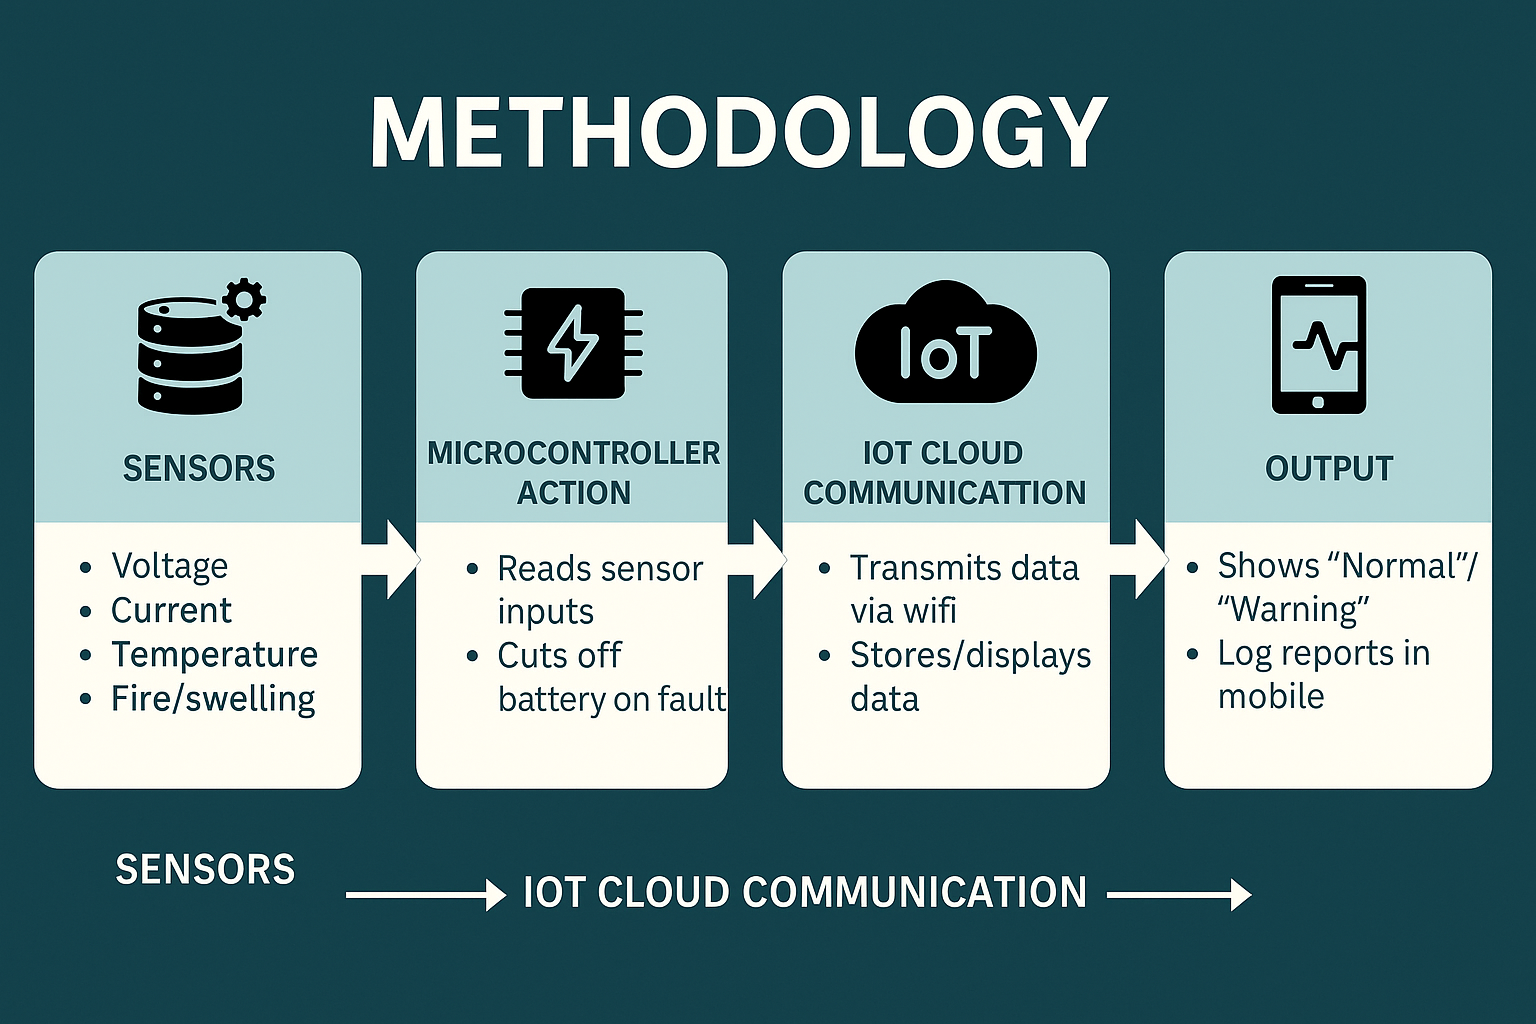 METHODOLOGY
SENSORS
• Voltage
• Current
• Temperature
• Fire/swelling
MICROCONTROLLER
ACTION
• Reads sensor
inputs
• Cuts off
battery on fault
IoT
IOT CLOUD
COMMUNICATTION
• Transmits data
via wifi
• Stores/displays
data
OUTPUT
• Shows “Normal”/
“Warning”
• Log reports in
mobile
SENSORS
IOT CLOUD COMMUNICATION